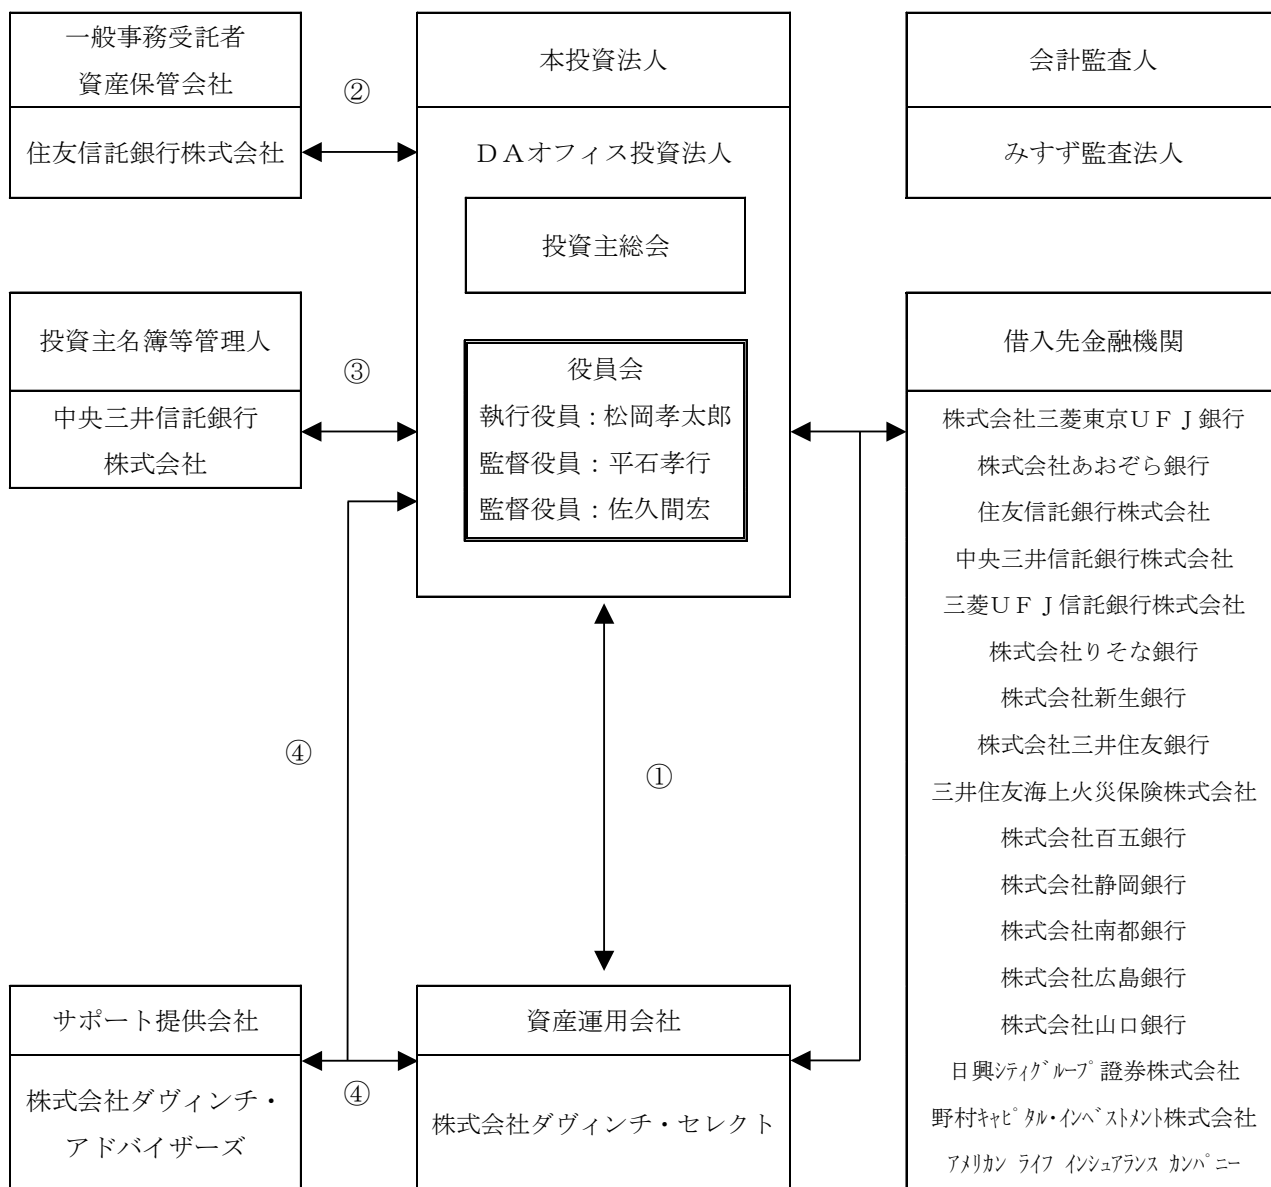 一般事務受託者
資産保管会社
住友信託銀行株式会社
②
本投資法人
DAオフィス投資法人
投資主総会
役員会
執行役員：松岡孝太郎
監督役員：平石孝行
監督役員：佐久間宏
会計監査人
みすず監査法人
投資主名簿等管理人
中央三井信託銀行
株式会社
③
借入先金融機関
株式会社三菱東京UFJ銀行
株式会社あおぞら銀行
住友信託銀行株式会社
中央三井信託銀行株式会社
三菱UFJ信託銀行株式会社
株式会社りそな銀行
株式会社新生銀行
株式会社三井住友銀行
三井住友海上火災保険株式会社
株式会社百五銀行
株式会社静岡銀行
株式会社南都銀行
株式会社広島銀行
株式会社山口銀行
日興ｼﾃｨｸﾞﾙｰﾌﾟ證券株式会社
野村ｷｬﾋﾟﾀﾙ･ｲﾝﾍﾞｽﾄﾒﾝﾄ株式会社
ｱﾒﾘｶﾝ ﾗｲﾌ ｲﾝｼｭｱﾗﾝｽ ｶﾝﾊﾟﾆｰ
④
①
サポート提供会社
株式会社ダヴィンチ・
アドバイザーズ
④
資産運用会社
株式会社ダヴィンチ・セレクト